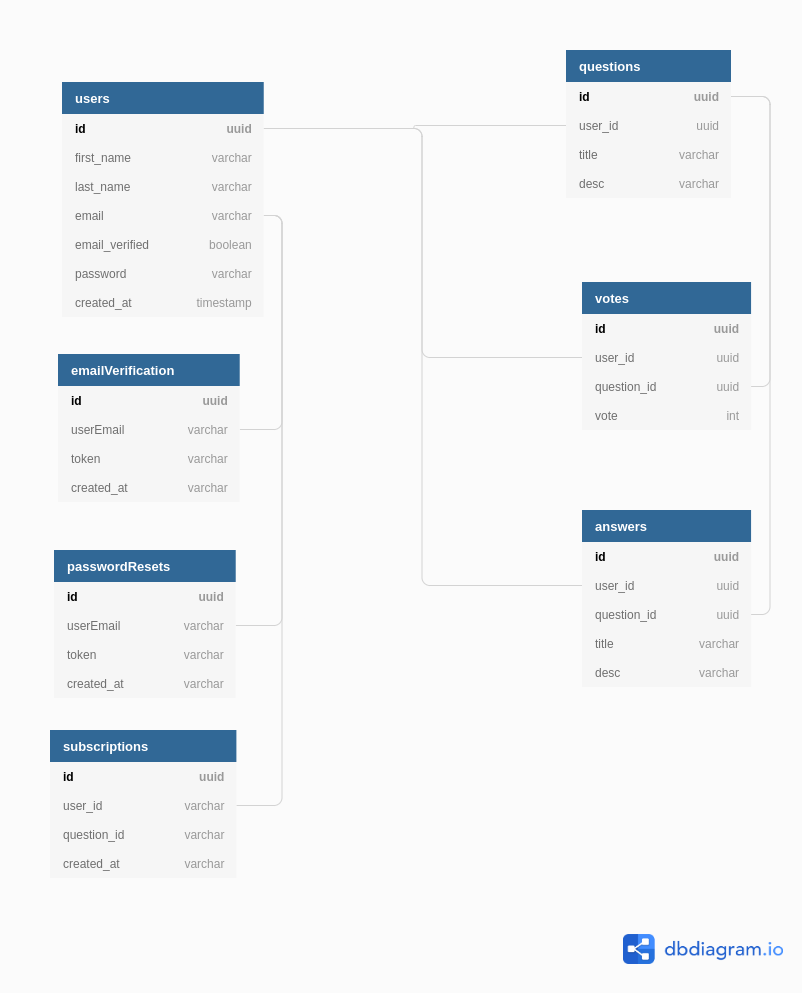 users
id uuid
first_name varchar
last_name varchar
email varchar
email_verified boolean
password varchar
created_at timestamp
emailVerification
id uuid
userEmail varchar
token varchar
created_at varchar
passwordResets
id uuid
userEmail varchar
token varchar
created_at varchar
subscriptions
id uuid
user_id varchar
question_id varchar
created_at varchar
questions
id uuid
user_id uuid
title varchar
desc varchar
votes
id uuid
user_id uuid
question_id uuid
vote int
answers
id uuid
user_id uuid
question_id uuid
title varchar
desc varchar
dbdiagram.io